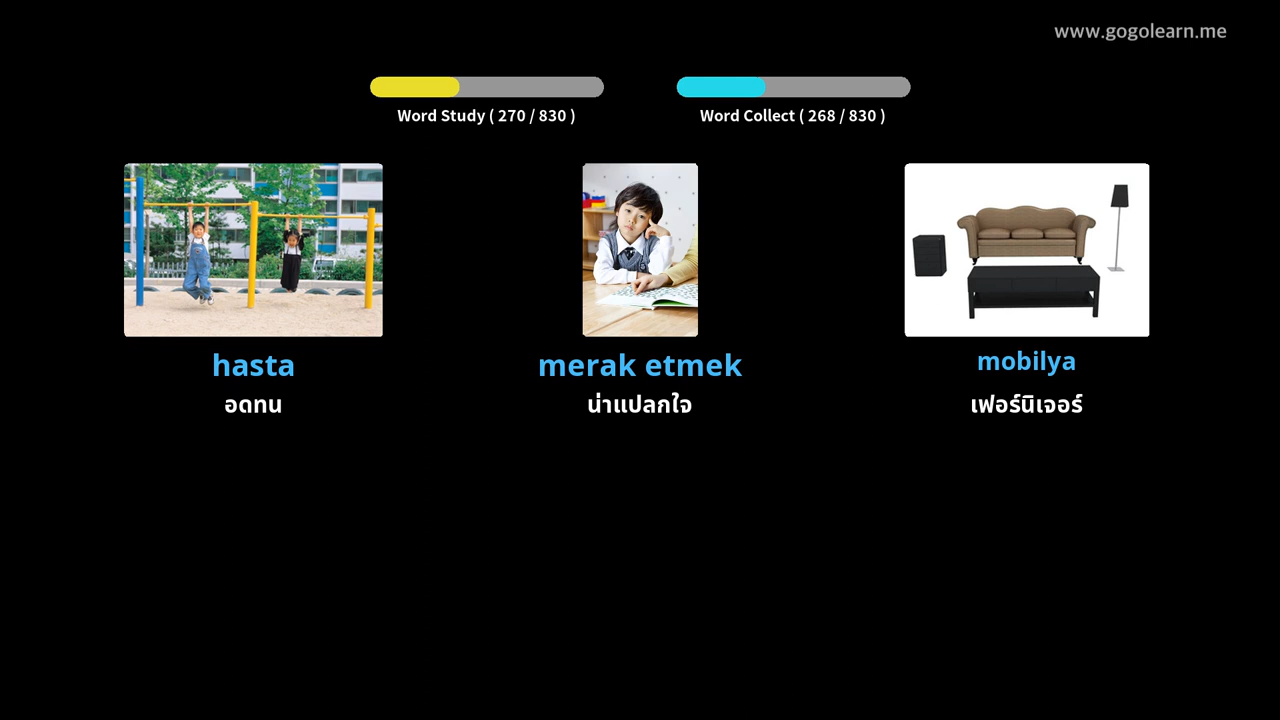 www.gogolearn.me
Word Study ( 270 / 830 )
Word Collect ( 268 / 830 )
hasta
merak etmek
mobilya
อดทน
น่าแปลกใจ
เฟอร์นิเจอร์